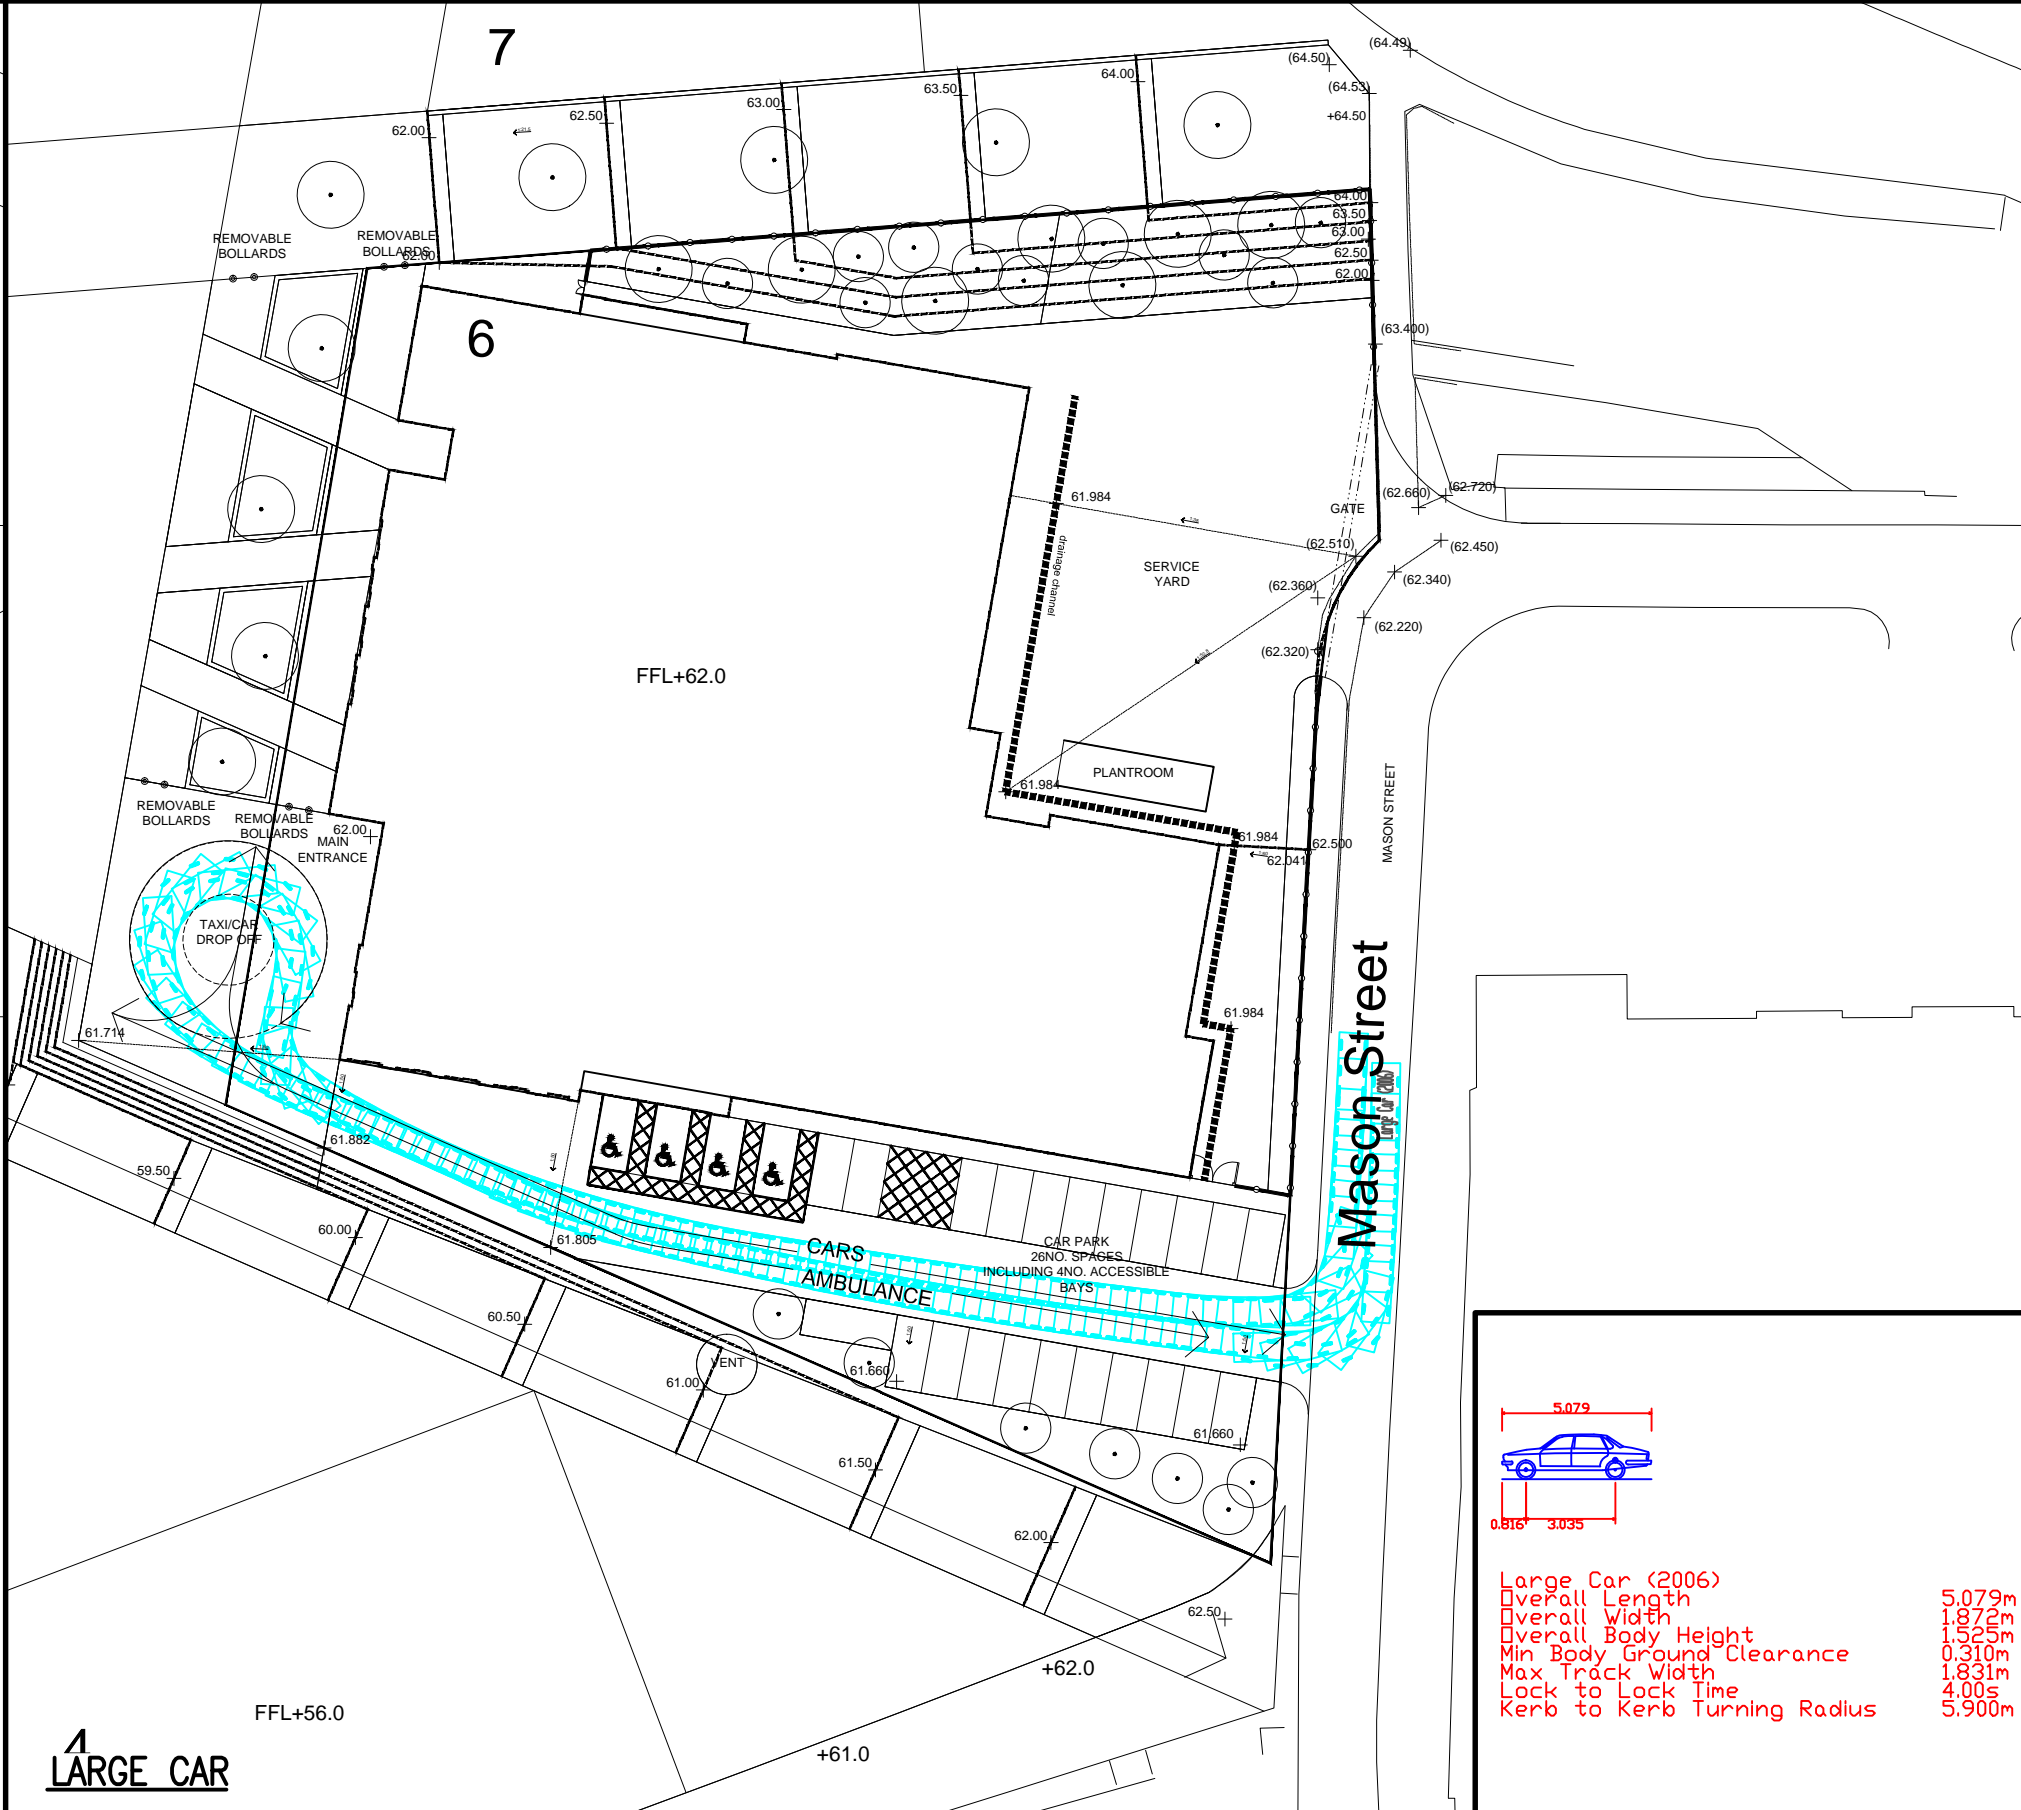 7
(64.49)
(64.50)
64.00
(64.53)
63.50
63.00
+64.50
62.50
62.00
64.00
63.50
63.00
62.50
62.00
REMOVABLE
BOLLARDS
REMOVABLE
BOLLARDS
62.00
(63.400)
6
61.984
(62.660)
(62.720)
GATE
(62.510)
(62.450)
drainage channel
SERVICE
YARD
(62.360)
(62.340)
(62.220)
(62.320)
FFL+62.0
PLANTROOM
61.984
MASON STREET
REMOVABLE
BOLLARDS
REMOVABLE
BOLLARDS
62.00
MAIN
ENTRANCE
61.984
62.500
62.041
TAXI/CAR
DROP OFF
Mason Street
61.984
61.714
Large Car (2006)
61.882
59.50
60.00
61.805
CARS
AMBULANCE
CAR PARK
26NO. SPACES
INCLUDING 4NO. ACCESSIBLE
BAYS
60.50
VENT
61.00
61.660
61.660
61.50
62.00
62.50
+62.0
+61.0
FFL+56.0
4
LARGE CAR
5.079
0.816
3.035
Large Car (2006)
Overall Length 5.079m
Overall Width 1.872m
Overall Body Height 1.525m
Min Body Ground Clearance 0.310m
Max Track Width 1.831m
Lock to Lock Time 4.00s
Kerb to Kerb Turning Radius 5.900m